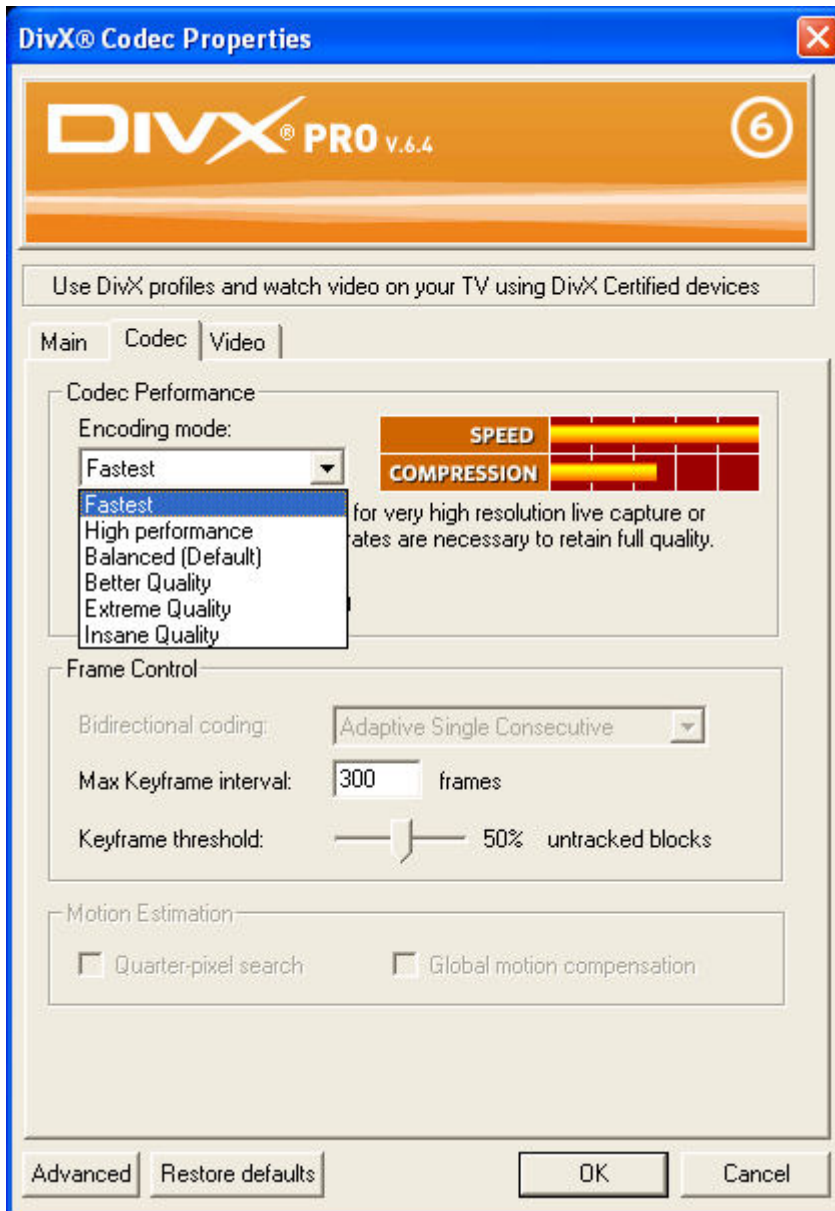 DivX® Codec Properties
DIVX® PRO V.6.4
6
Use DivX profiles and watch video on your TV using DivX Certified devices
Main Codec Video
Codec Performance
Encoding mode:
SPEED
Fastest
COMPRESSION
Fastest
High performance
Balanced (Default)
Better Quality
Extreme Quality
Insane Quality
for very high resolution live capture or
rates are necessary to retain full quality.
Frame Control
Bidirectional coding: Adaptive Single Consecutive
Max Keyframe interval: 300 frames
Keyframe threshold: 50% untracked blocks
Motion Estimation
Quarter-pixel search Global motion compensation
Advanced Restore defaults OK Cancel